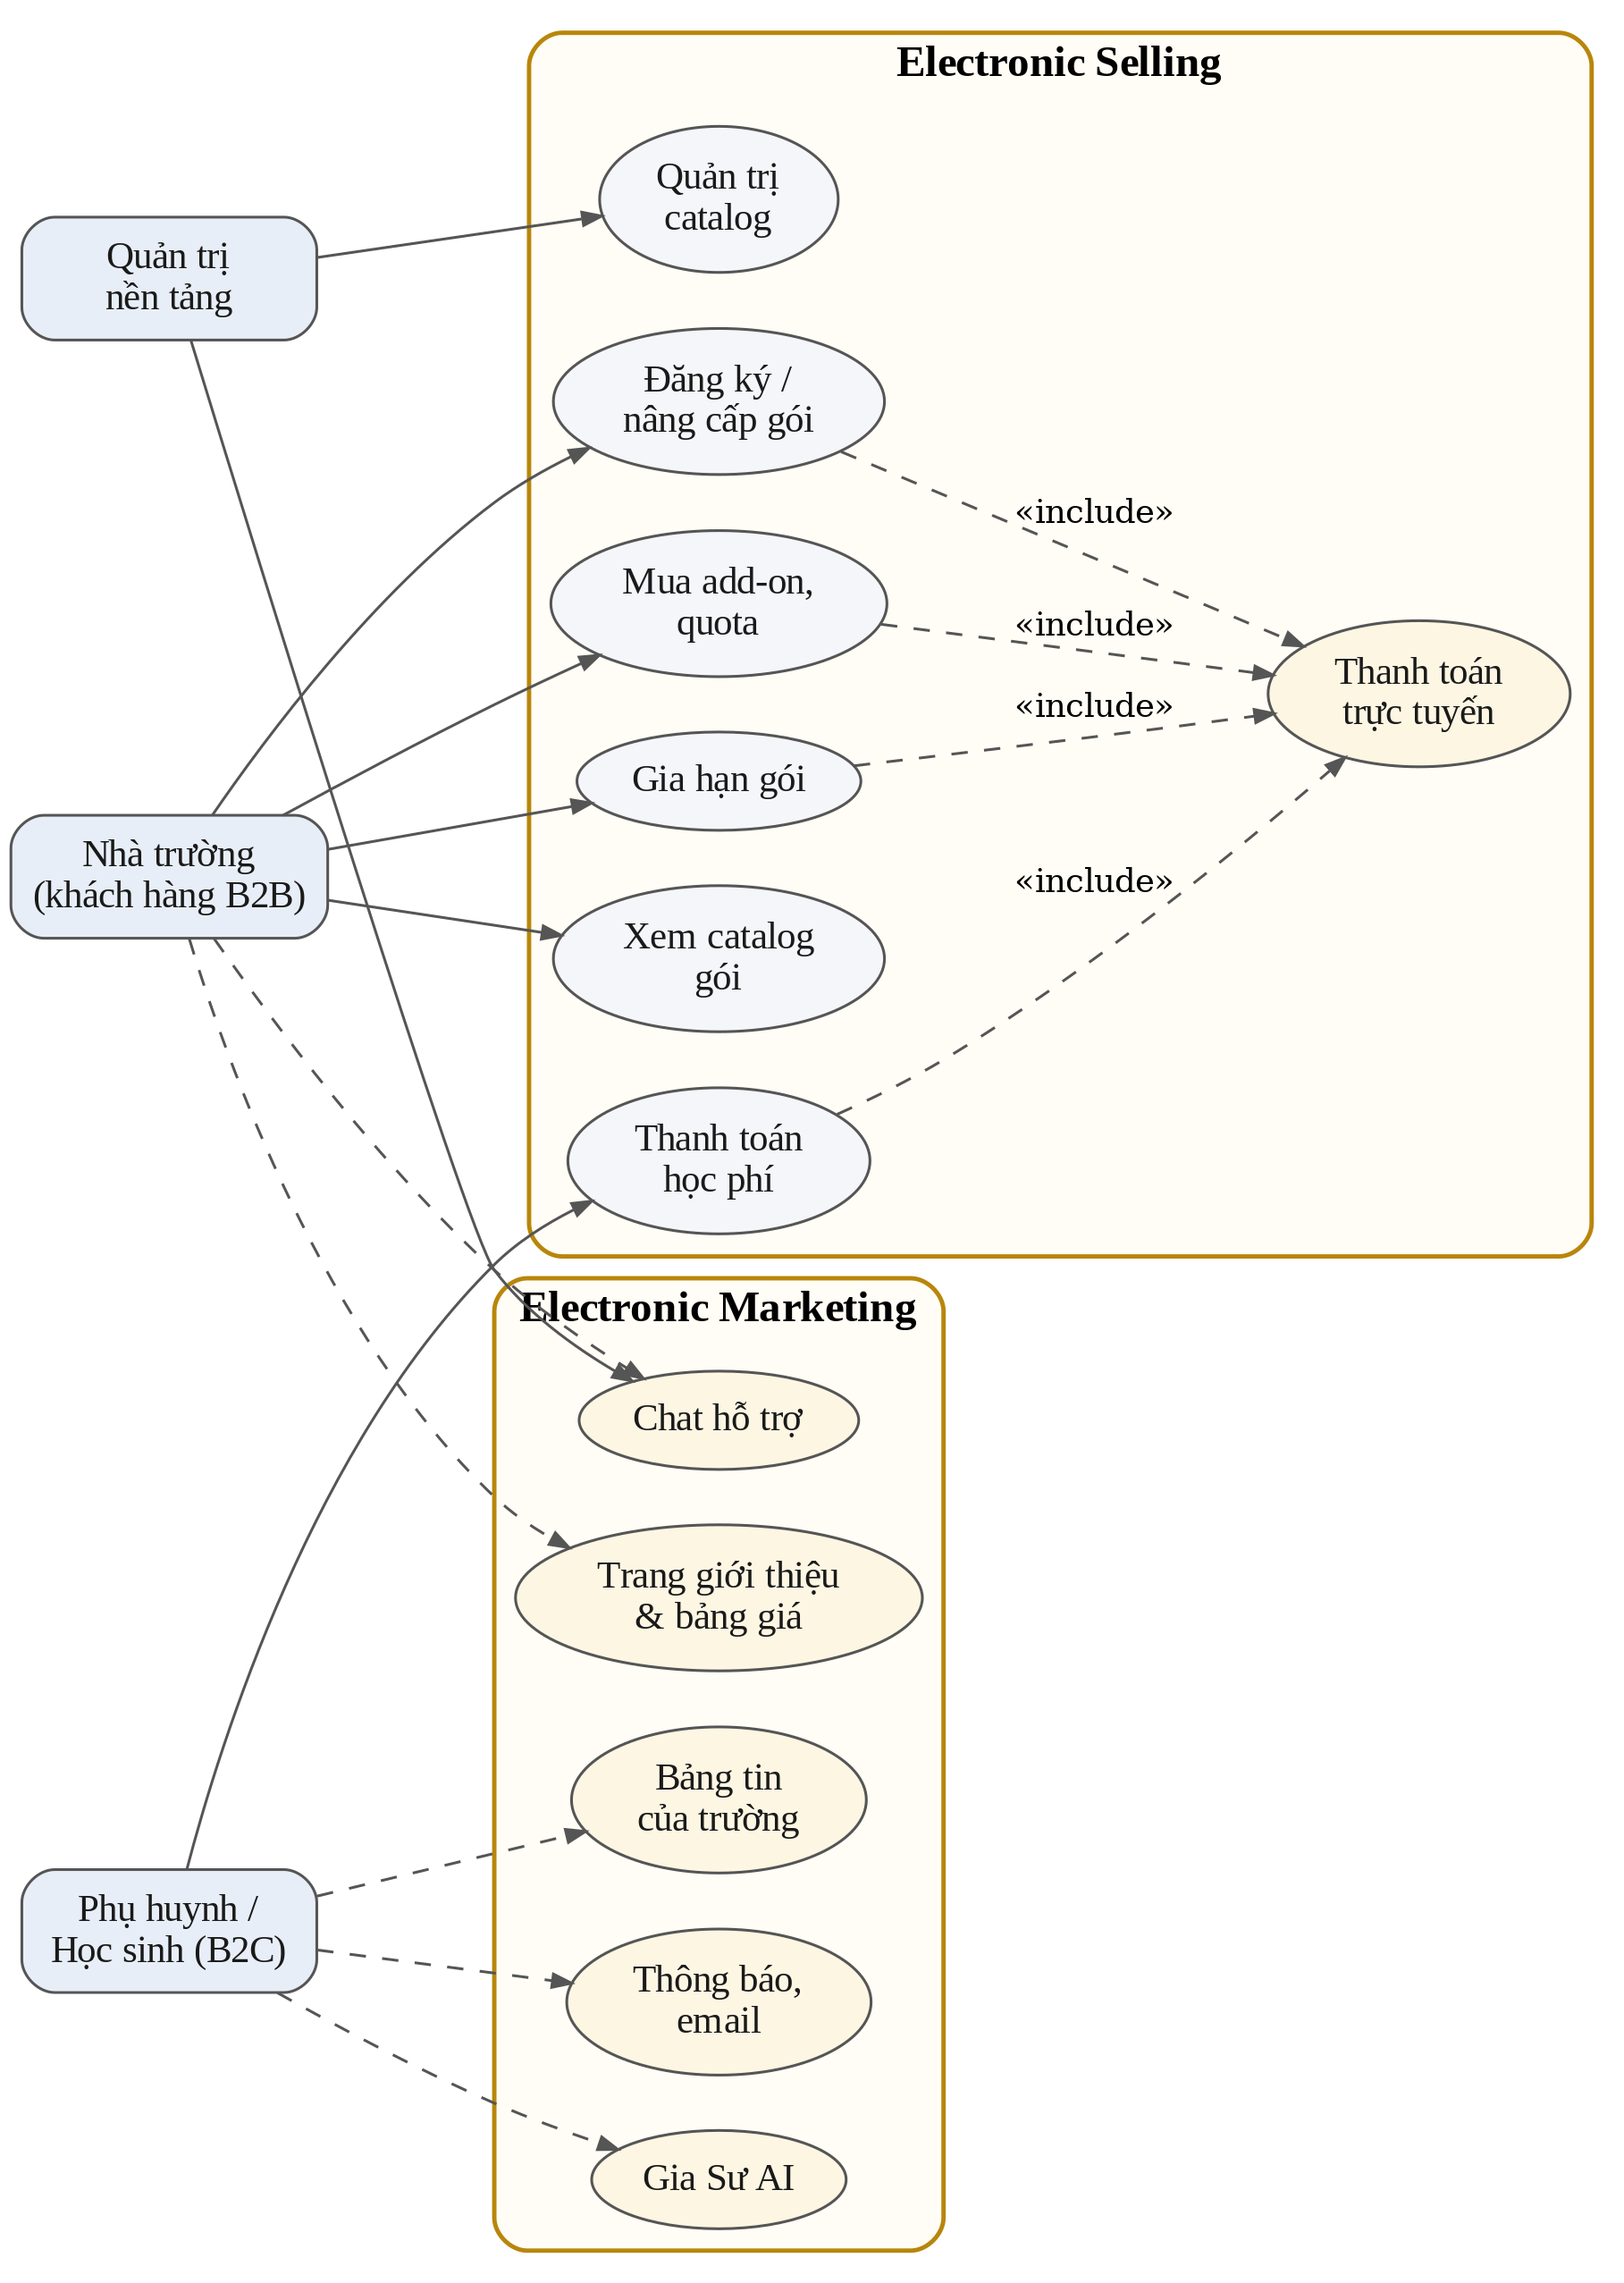 Electronic Selling
Quản trị
catalog
Quản trị
nền tảng
Đăng ký /
nâng cấp gói
«include»
Mua add-on,
quota
«include»
Thanh toán
trực tuyến
«include»
Gia hạn gói
Nhà trường
(khách hàng B2B)
«include»
Xem catalog
gói
Thanh toán
học phí
Electronic Marketing
Chat hỗ trợ
Trang giới thiệu
& bảng giá
Bảng tin
của trường
Phụ huynh /
Học sinh (B2C)
Thông báo,
email
Gia Sư AI